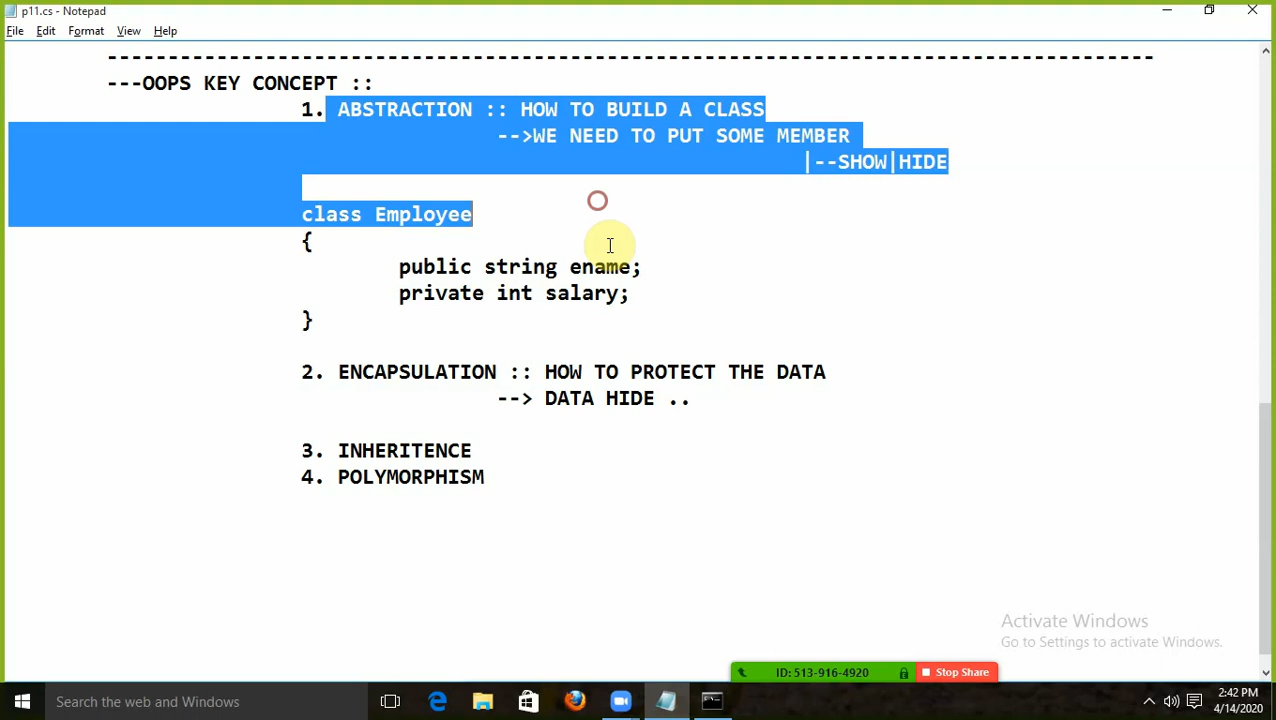 p11.cs - Notepad
File Edit Format View Help
--------------------------------------------------------------------------------------
---OOPS KEY CONCEPT ::
1. ABSTRACTION :: HOW TO BUILD A CLASS
-->WE NEED TO PUT SOME MEMBER
|--SHOW|HIDE
class Employee
{
public string ename;
private int salary;
}
2. ENCAPSULATION :: HOW TO PROTECT THE DATA
--> DATA HIDE ..
3. INHERITENCE
4. POLYMORPHISM
Activate Windows
Go to Settings to activate Windows.
ID: 513-916-4920 Stop Share
Search the web and Windows
2:42 PM
4/14/2020